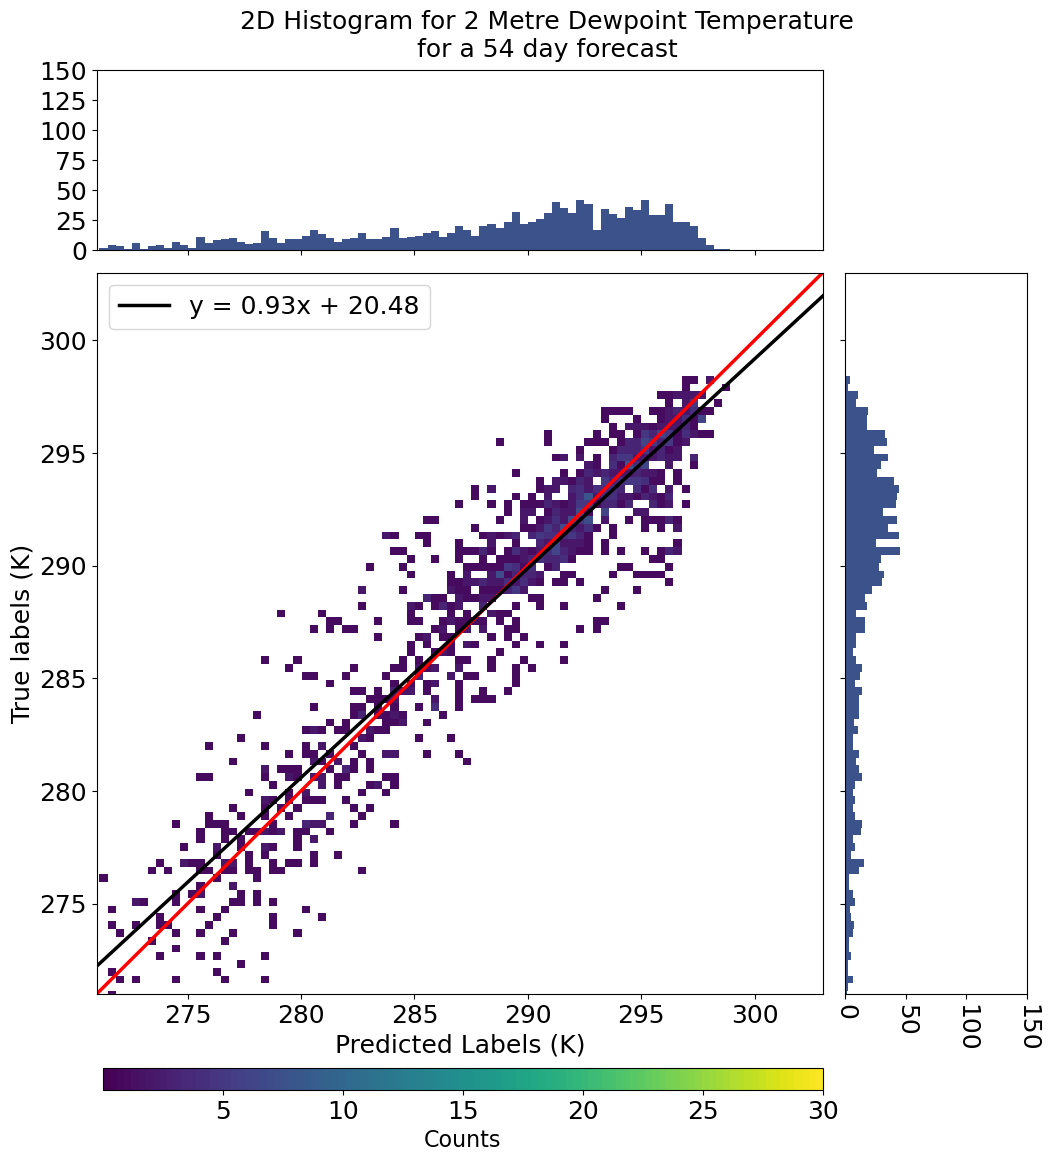 2D Histogram for 2 Metre Dewpoint Temperature
for a 54 day forecast
150
125
100
75
50
25
0
y = 0.93x + 20.48
300
295
290
285
280
275
True labels (K)
275 280 285 290 295 300
Predicted Labels (K)
0 50 100 150
5 10 15 20 25 30
Counts